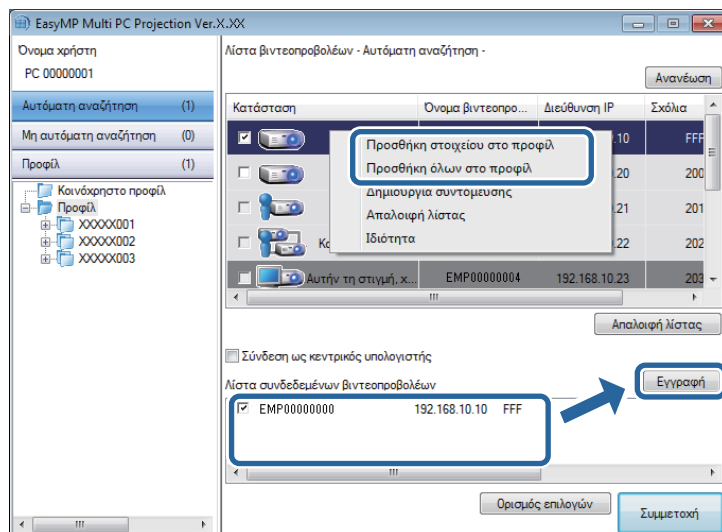 EasyMP Multi PC Projection Ver.X.XX
Όνομα χρήστη
PC 00000001
Αυτόματη αναζήτηση (1)
Μη αυτόματη αναζήτηση (0)
Προφίλ (1)
Κοινόχρηστο προφίλ
Προφίλ
XXXXX001
XXXXX002
XXXXX003
Λίστα βιντεοπροβολέων - Αυτόματη αναζήτηση -
Ανανέωση
Κατάσταση Όνομα βιντεοπρο... Διεύθυνση IP Σχόλια
.10 FFF
.20 200
.21 201
Κα .22 202
Αυτήν τη στιγμή, χ... EMP00000004 192.168.10.23 203
Προσθήκη στοιχείου στο προφίλ
Προσθήκη όλων στο προφίλ
Δημιουργία συντόμευσης
Απαλοιφή λίστας
Ιδιότητα
Απαλοιφή λίστας
Σύνδεση ως κεντρικός υπολογιστής
Λίστα συνδεδεμένων βιντεοπροβολέων
Εγγραφή
EMP00000000 192.168.10.10 FFF
Ορισμός επιλογών
Συμμετοχή